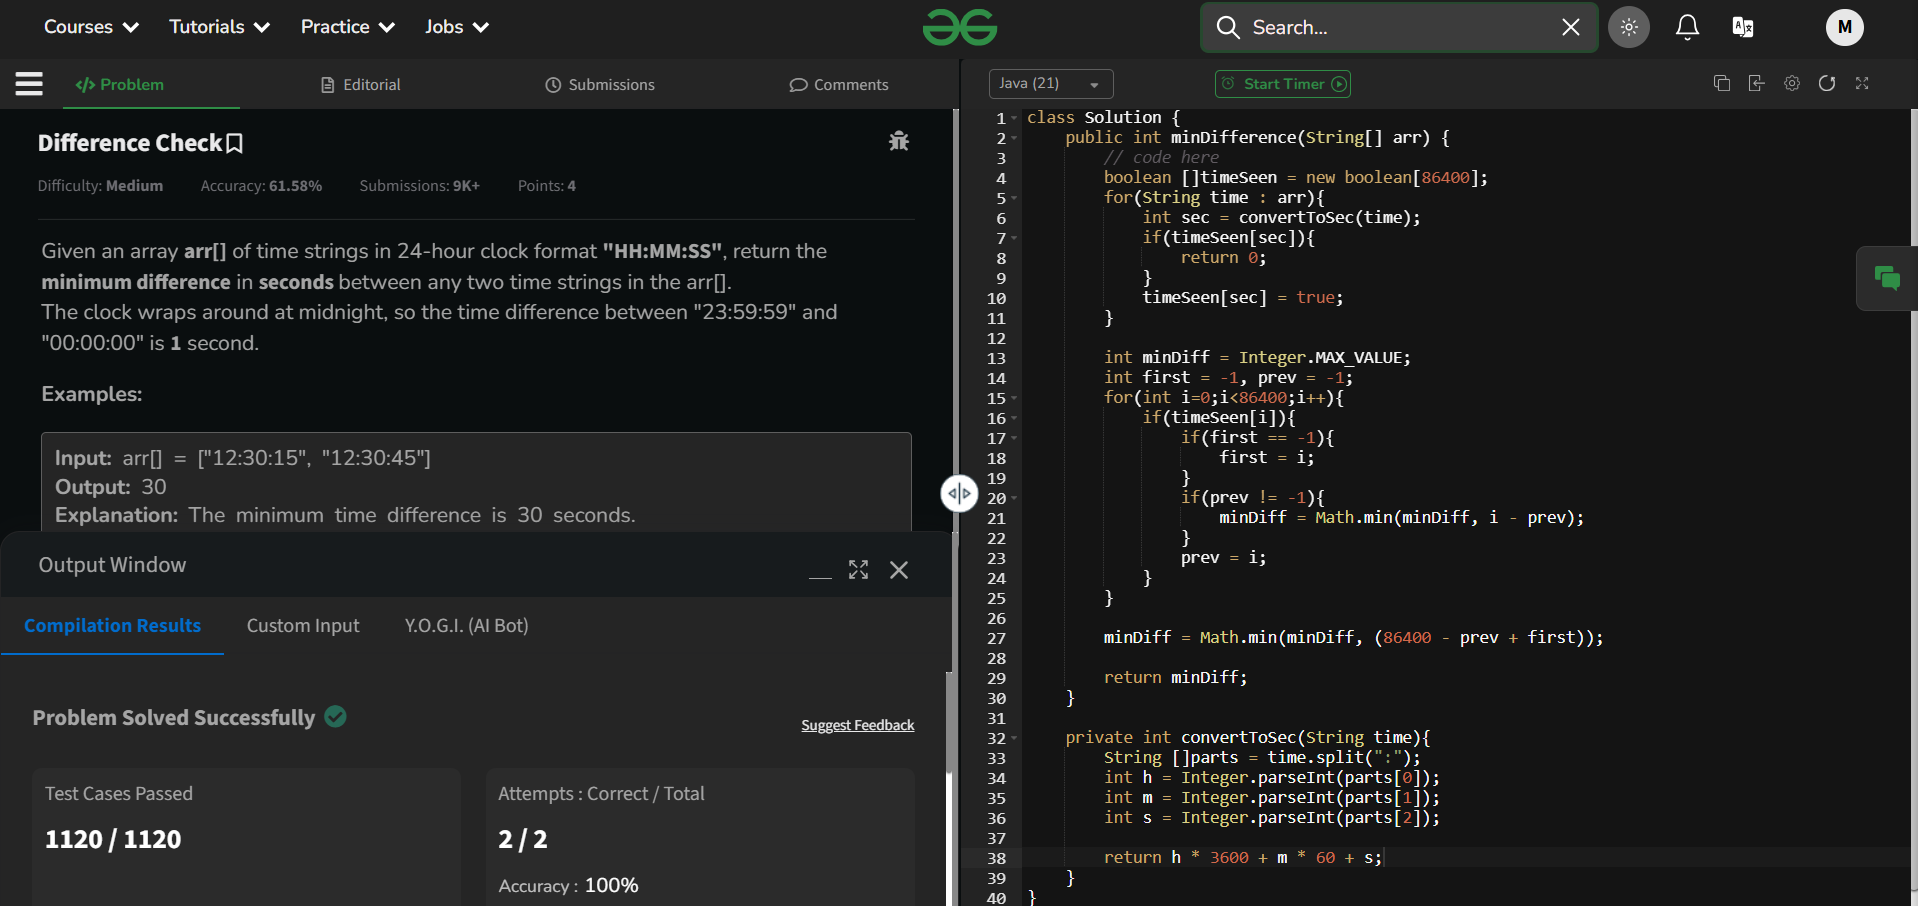 Courses Tutorials Practice Jobs Search... M
Problem Editorial Submissions Comments Java (21) Start Timer
Difference Check
Difficulty: Medium Accuracy: 61.58% Submissions: 9K+ Points: 4
Given an array arr[] of time strings in 24-hour clock format "HH:MM:SS", return the
minimum difference in seconds between any two time strings in the arr[].
The clock wraps around at midnight, so the time difference between "23:59:59" and
"00:00:00" is 1 second.
Examples:
Input: arr[] = ["12:30:15", "12:30:45"]
Output: 30
Explanation: The minimum time difference is 30 seconds.
Output Window
Compilation Results Custom Input Y.O.G.I. (AI Bot)
Problem Solved Successfully
Suggest Feedback
Test Cases Passed
1120 / 1120
Attempts : Correct / Total
2 / 2
Accuracy : 100%
1 class Solution {
2 public int minDifference(String[] arr) {
3 // code here
4 boolean []timeSeen = new boolean[86400];
5 for(String time : arr){
6 int sec = convertToSec(time);
7 if(timeSeen[sec]){
8 return 0;
9 }
10 timeSeen[sec] = true;
11 }
12
13 int minDiff = Integer.MAX_VALUE;
14 int first = -1, prev = -1;
15 for(int i=0;i<86400;i++){
16 if(timeSeen[i]){
17 if(first == -1){
18 first = i;
19 }
20 if(prev != -1){
21 minDiff = Math.min(minDiff, i - prev);
22 }
23 prev = i;
24 }
25 }
26
27 minDiff = Math.min(minDiff, (86400 - prev + first));
28
29 return minDiff;
30 }
31
32 private int convertToSec(String time){
33 String []parts = time.split(":");
34 int h = Integer.parseInt(parts[0]);
35 int m = Integer.parseInt(parts[1]);
36 int s = Integer.parseInt(parts[2]);
37
38 return h * 3600 + m * 60 + s;
39 }
40 }